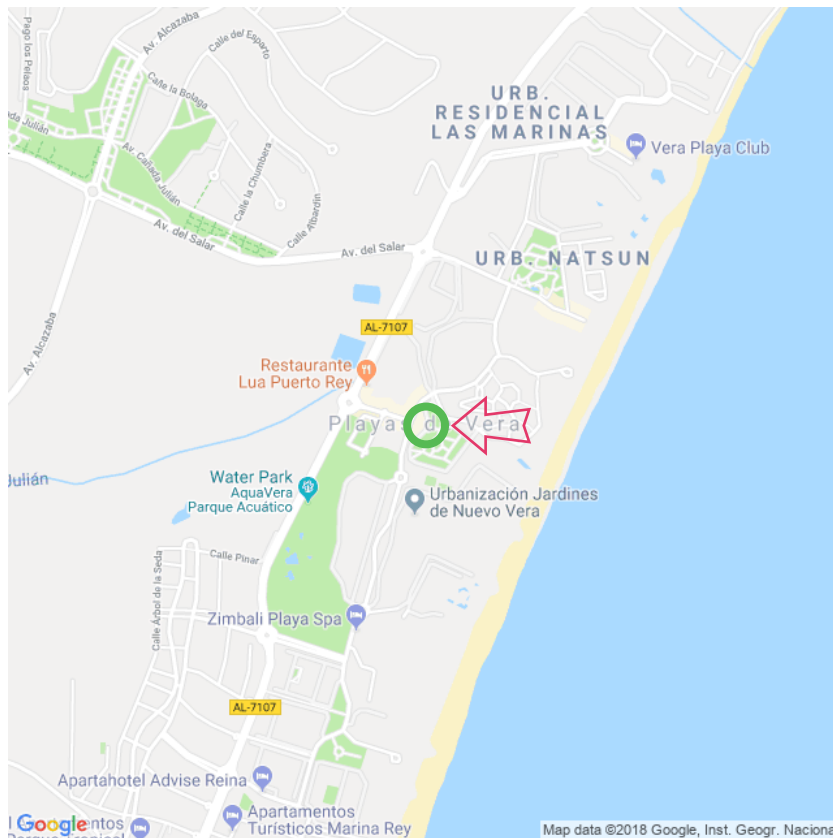 Pago los Pelaos
Av. Alcazaba
Calle del Esparto
Calle la Bolaga
URB.
RESIDENCIAL
LAS MARINAS
Vera Playa Club
da Julián
Av. Cañada Julián
Calle la Chumbera
Calle Albardín
Av. del Salar
Av. del Salar
URB. NATSUN
Av. Alcazaba
AL-7107
Restaurante
Lua Puerto Rey
Playas de Vera
Julián
Water Park
AquaVera
Parque Acuático
Urbanización Jardines
de Nuevo Vera
Calle Pinar
Calle Árbol de la Seda
Zimbali Playa Spa
AL-7107
Apartahotel Advise Reina
Apartamentos
Turísticos Marina Rey
Google
Map data ©2018 Google, Inst. Geogr. Naciona